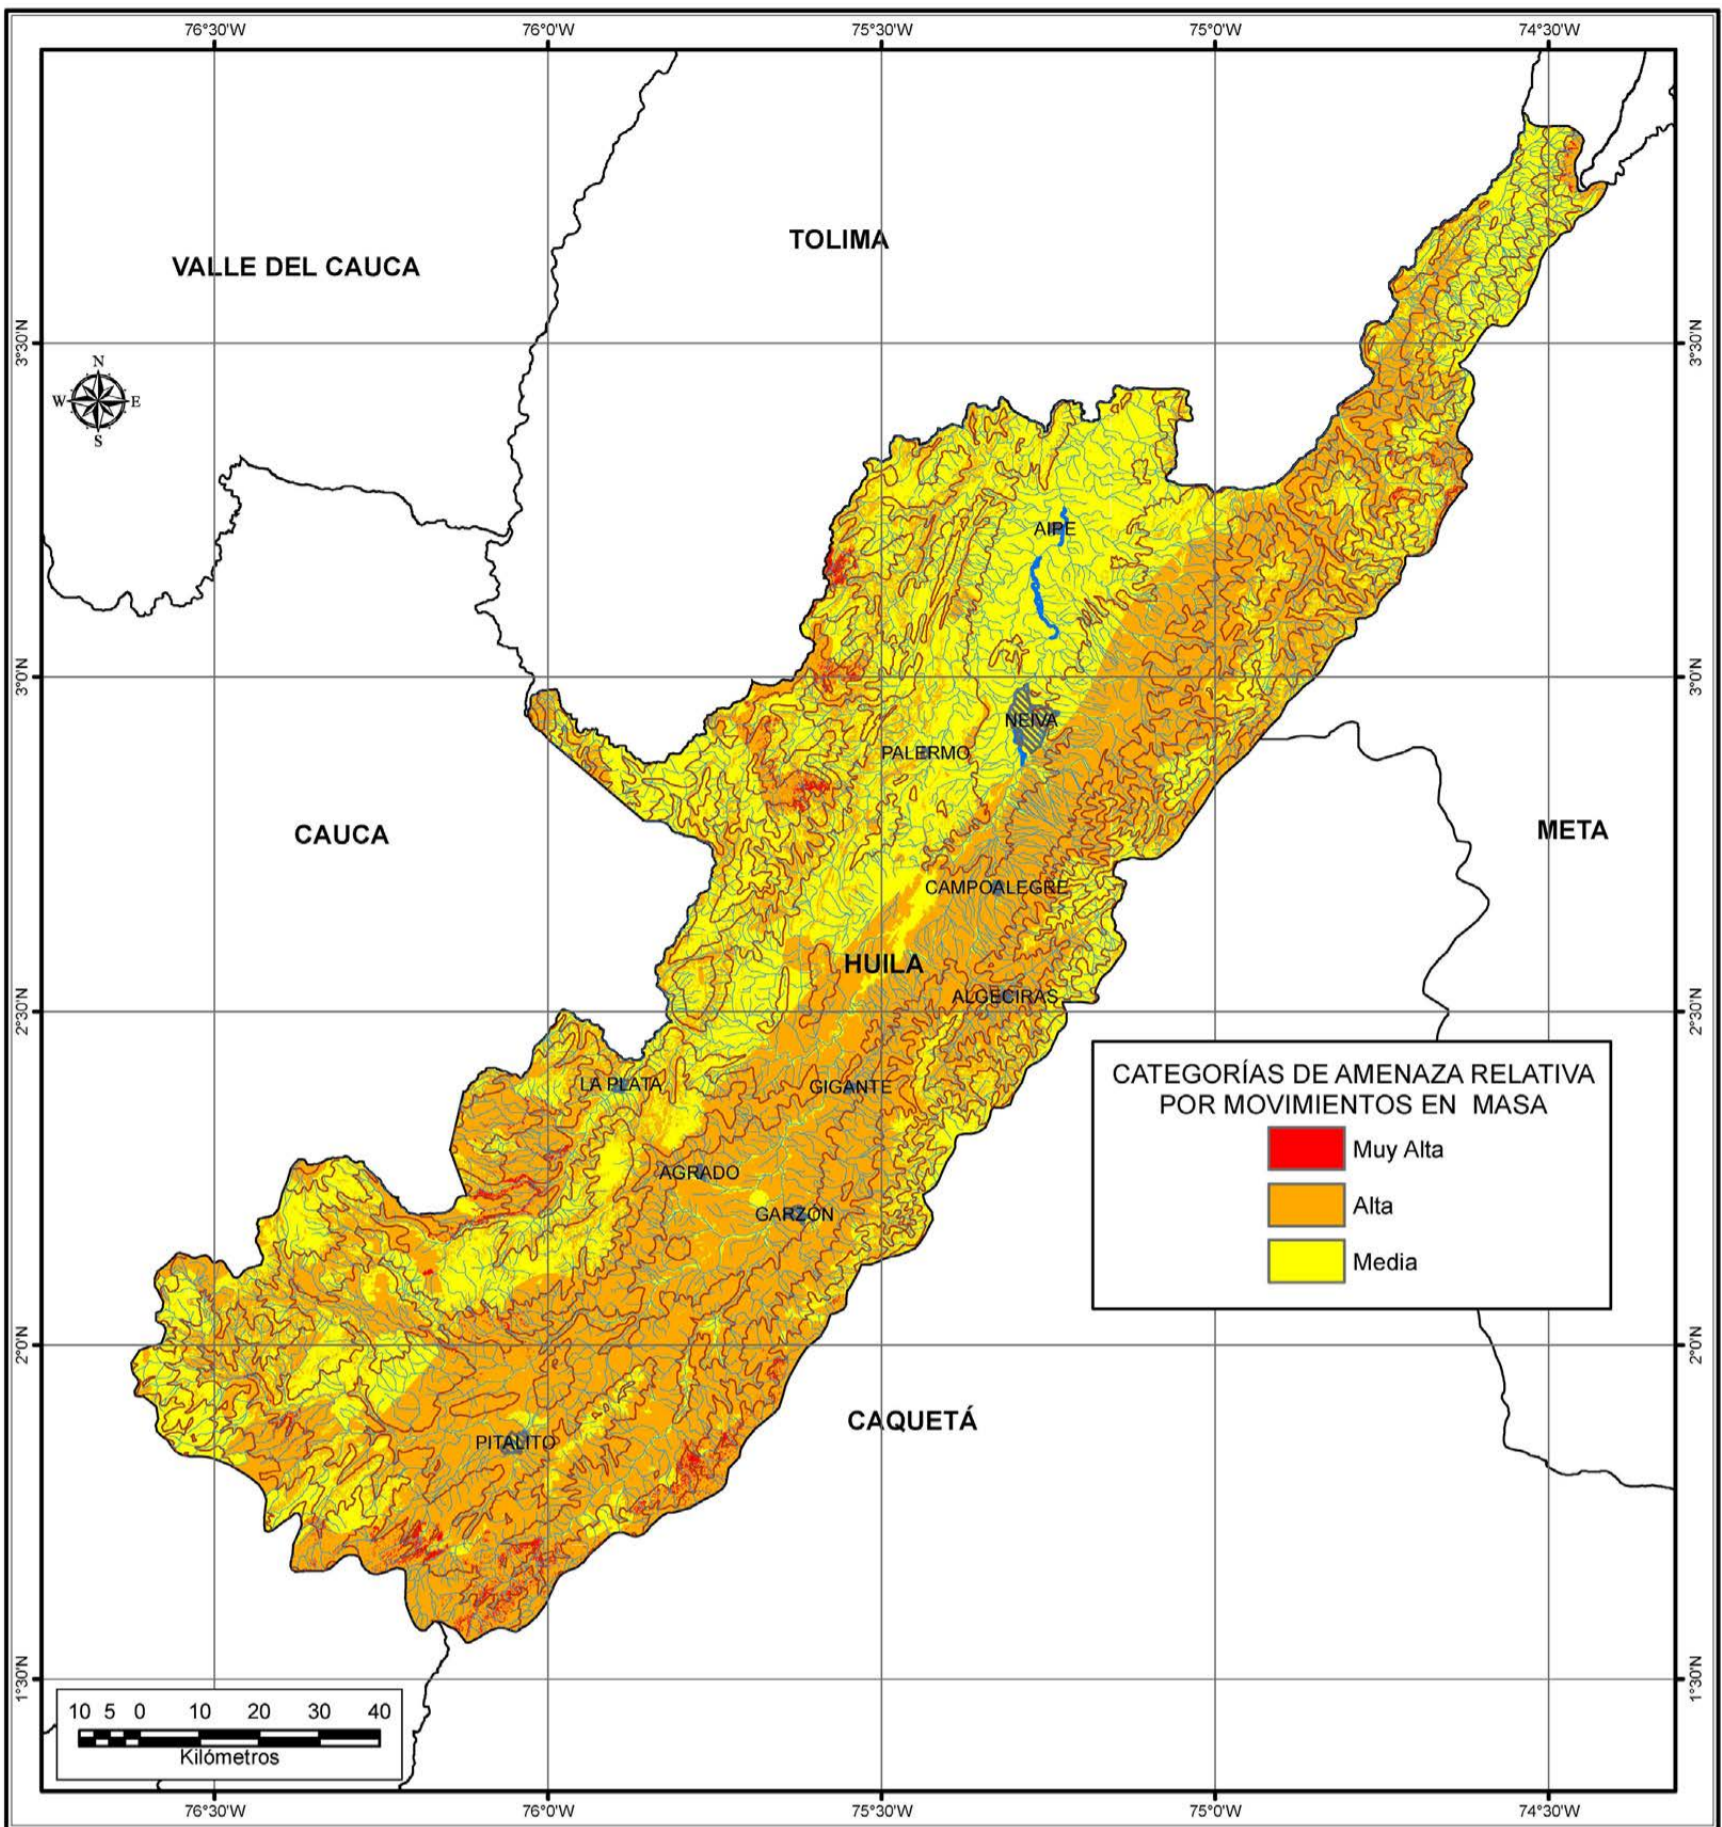 76°30'W 76°0'W 75°30'W 75°0'W 74°30'W
TOLIMA
VALLE DEL CAUCA
3°30'N 3°30'N
N
W E
S
AIPE
3°0'N 3°0'N
NEIVA
PALERMO
CAUCA
META
CAMPOALEGRE
HUILA
ALGECIRAS
2°30'N 2°30'N
CATEGORÍAS DE AMENAZA RELATIVA
POR MOVIMIENTOS EN MASA
Muy Alta
Alta
Media
LA PLATA
GIGANTE
AGRADO
GARZÓN
2°0'N 2°0'N
CAQUETÁ
PITALITO
1°30'N 1°30'N
10 5 0 10 20 30 40
Kilómetros
76°30'W 76°0'W 75°30'W 75°0'W 74°30'W